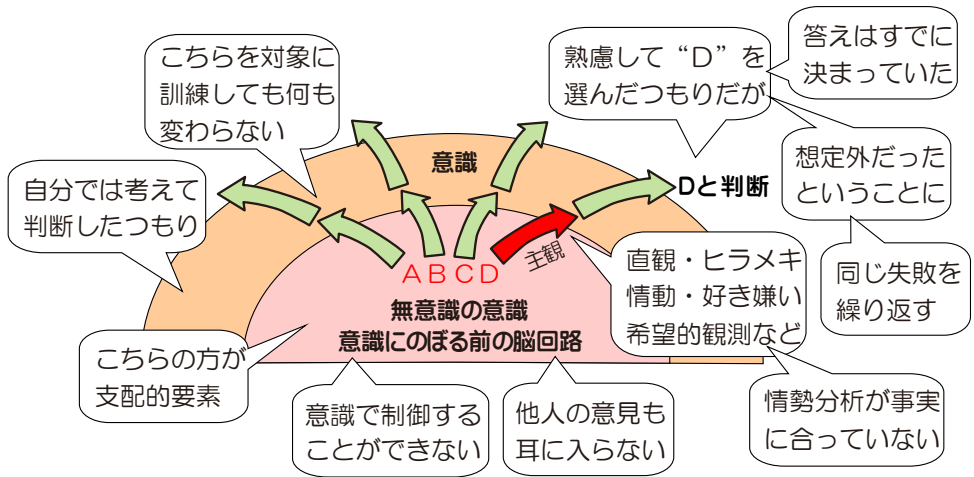 こちらを対象に
訓練しても何も
変わらない
熟慮して“D”を
選んだつもりだが
答えはすでに
決まっていた
意識
想定外だった
ということに
自分では考えて
判断したつもり
Dと判断
主観
直観・ヒラメキ
情動・好き嫌い
希望的観測など
同じ失敗を
繰り返す
ABCD
無意識の意識
意識にのぼる前の脳回路
こちらの方が
支配的要素
意識で制御する
ことができない
他人の意見も
耳に入らない
情勢分析が事実
に合っていない